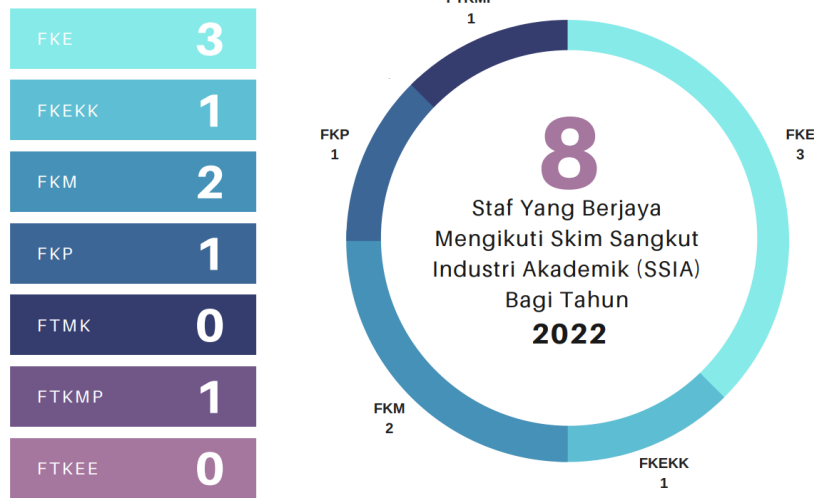 FKE 3
FKEKK 1
FKM 2
FKP 1
FTMK 0
FTKMP 1
FTKEE 0
1
FKP
1
FKE
3
8
Staf Yang Berjaya
Mengikuti Skim Sangkut
Industri Akademik (SSIA)
Bagi Tahun
2022
FKM
2
FKEKK
1